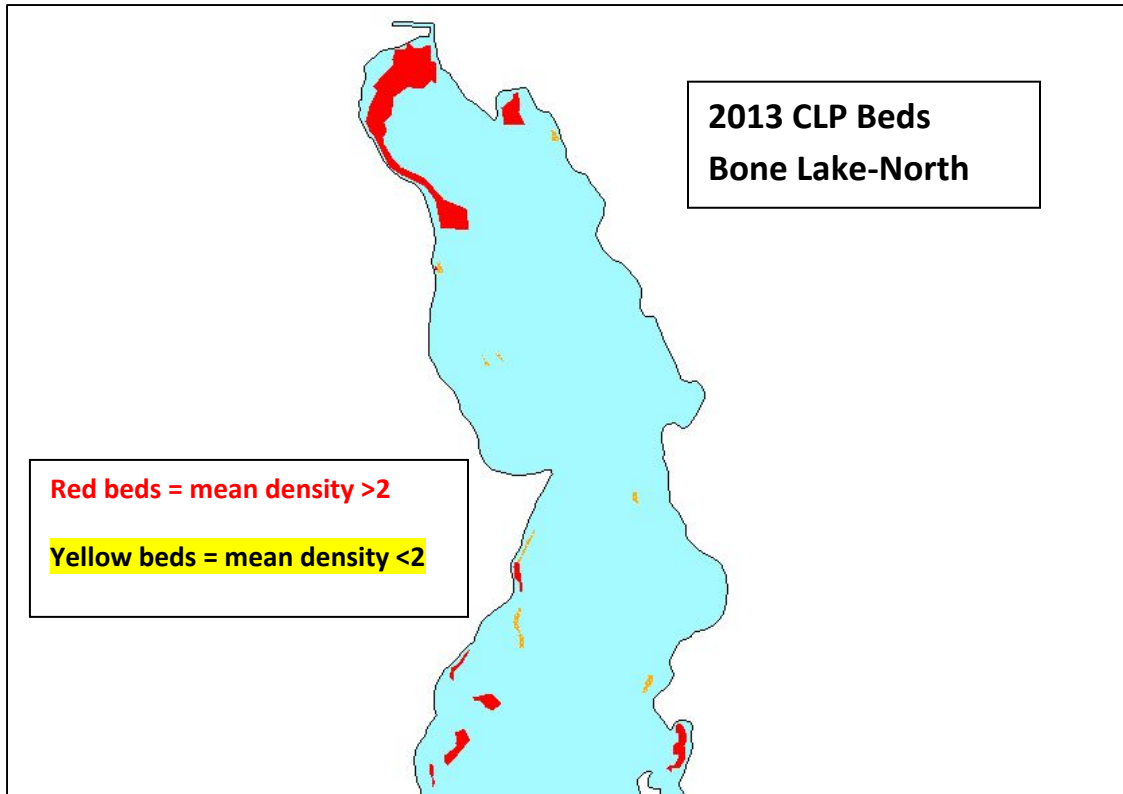 2013 CLP Beds
Bone Lake-North
Red beds = mean density >2
Yellow beds = mean density <2